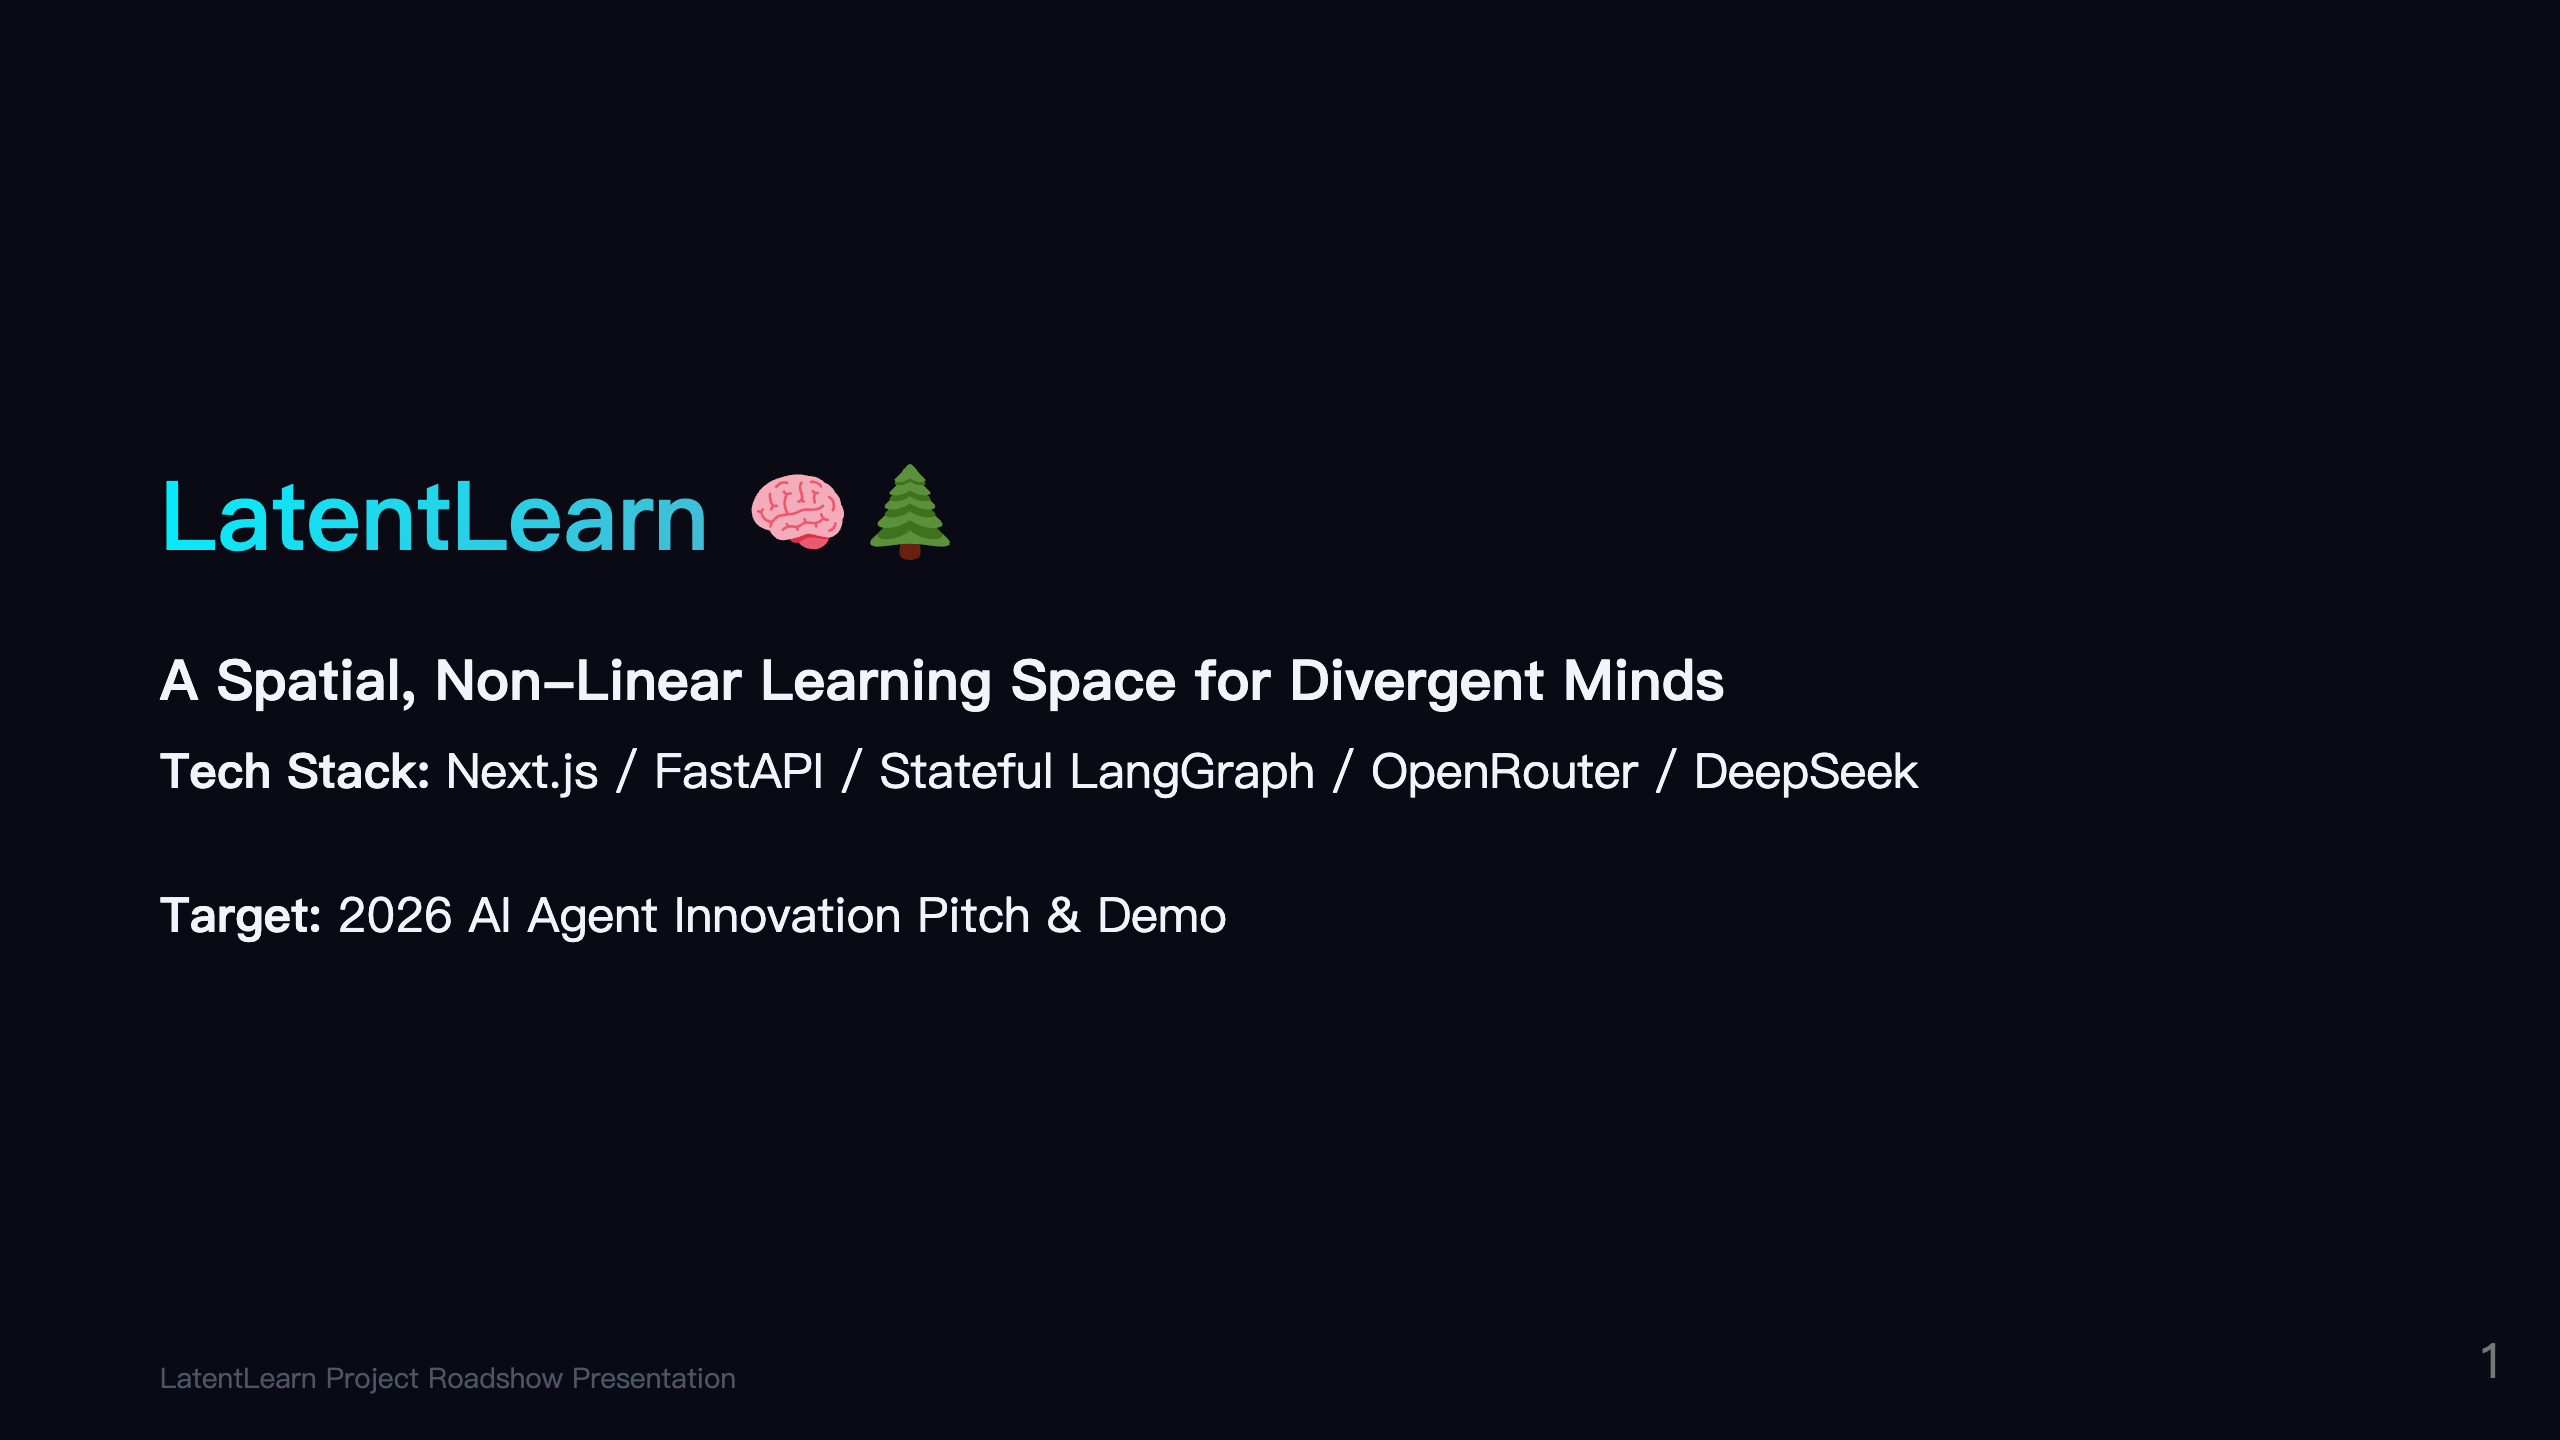 LatentLearn 🧠🌲
A Spatial, Non-Linear Learning Space for Divergent Minds
Tech Stack: Next.js / FastAPI / Stateful LangGraph / OpenRouter / DeepSeek
Target: 2026 AI Agent Innovation Pitch & Demo
LatentLearn Project Roadshow Presentation
1